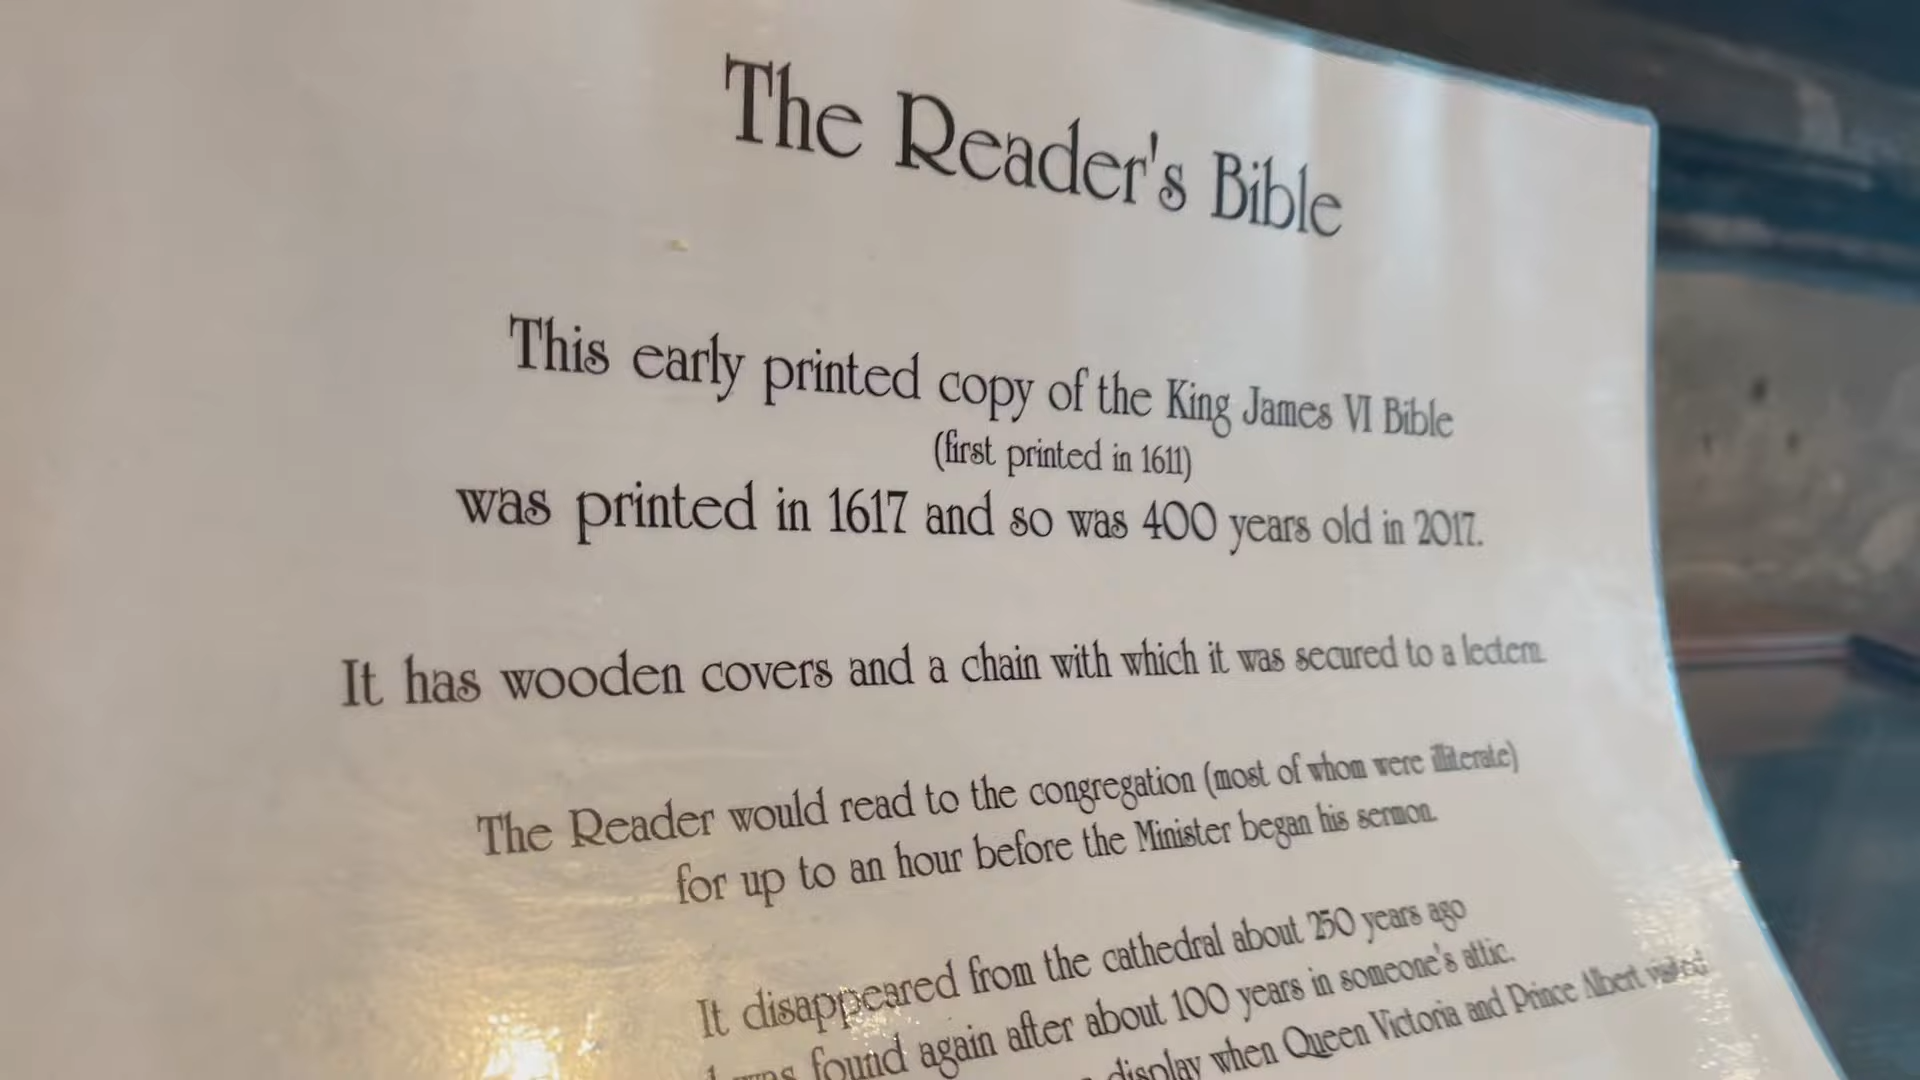 The Reader's Bible
This early printed copy of the King James VI Bible
(first printed in 1611)
was printed in 1617 and so was 400 years old in 2017.
It has wooden covers and a chain with which it was secured to a lectern.
The Reader would read to the congregation (most of whom were illiterate)
for up to an hour before the Minister began his sermon.
It disappeared from the cathedral about 250 years ago
was found again after about 100 years in someone's attic.
display when Queen Victoria and Prince Albert visited